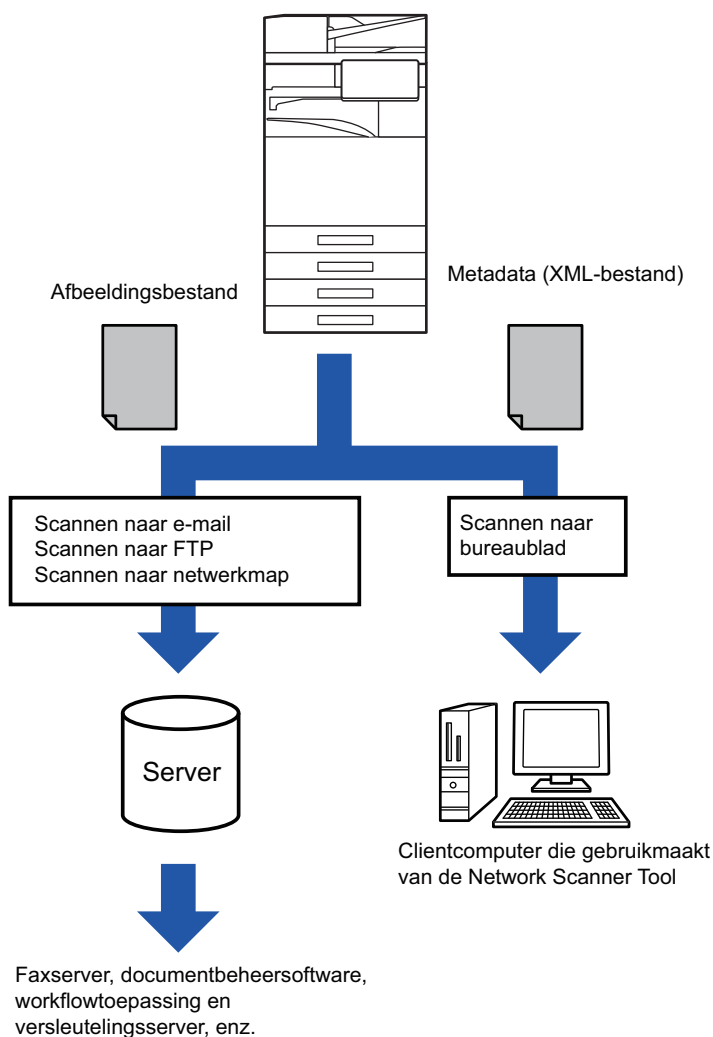 Afbeeldingsbestand
Metadata (XML-bestand)
Scannen naar e-mail
Scannen naar FTP
Scannen naar netwerkmap
Scannen naar
bureaublad
Server
Clientcomputer die gebruikmaakt
van de Network Scanner Tool
Faxserver, documentbeheersoftware,
workflowtoepassing en
versleutelingsserver, enz.